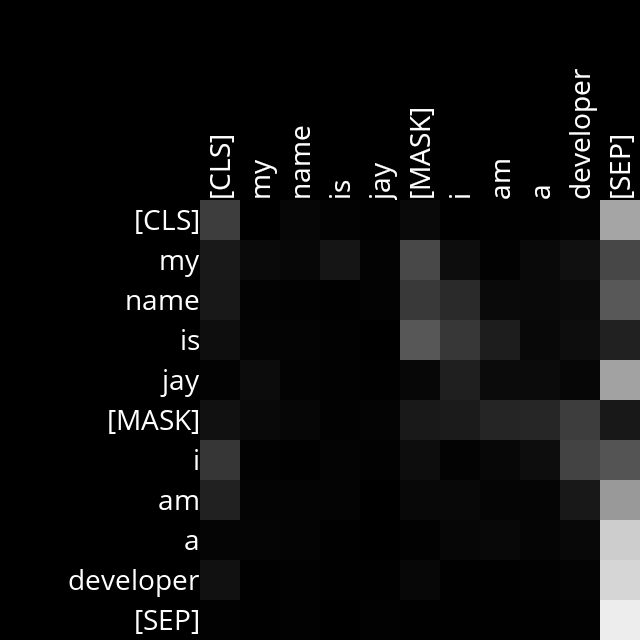 [CLS]
my
name
is
jay
[MASK]
i
am
a
developer
[SEP]
[CLS]
my
name
is
jay
[MASK]
i
am
a
developer
[SEP]